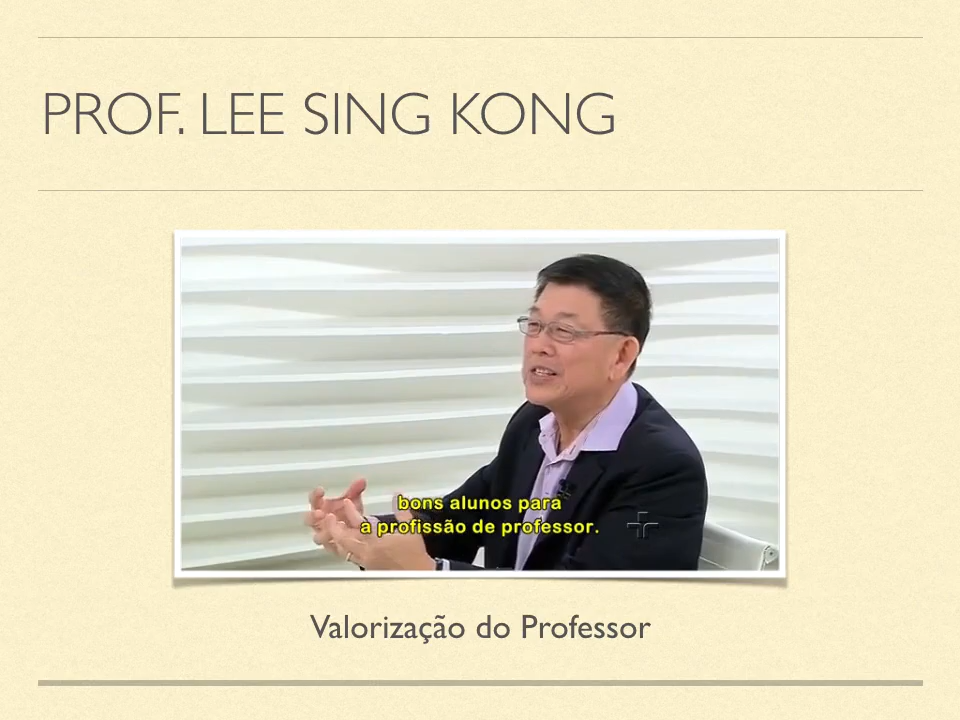 PROF. LEE SING KONG
bons alunos para
a profissão de professor.
Valorização do Professor